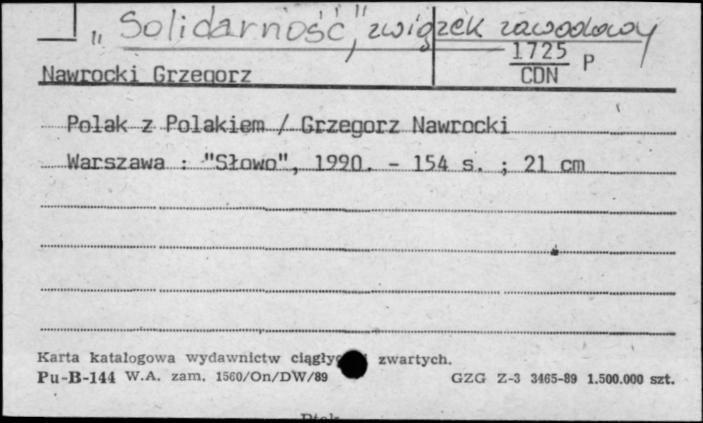 "Solidarność", związek zawodowy
1725 P
CDN
Nawrocki Grzegorz
Polak z Polakiem / Grzegorz Nawrocki
Warszawa : "Słowo", 1990. - 154 s. ; 21 cm
Karta katalogowa wydawnictw zwartych.
Pu-B-144 W.A. zam. 1560/On/DW/89 GZG Z-3 3465-89 1.500.000 szt.